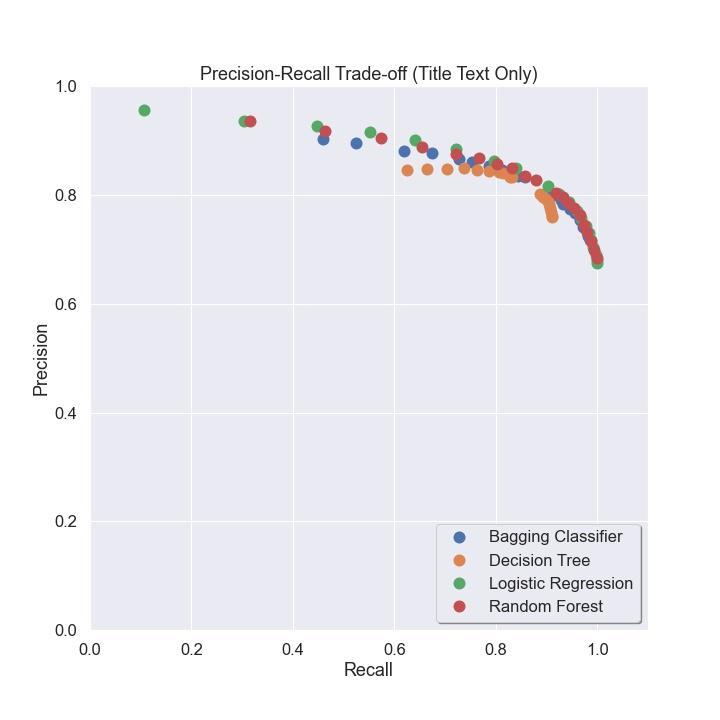 Precision-Recall Trade-off (Title Text Only)
1.0
0.8
0.6
0.4
0.2
0.0
Precision
0.0 0.2 0.4 0.6 0.8 1.0
Recall
Bagging Classifier
Decision Tree
Logistic Regression
Random Forest